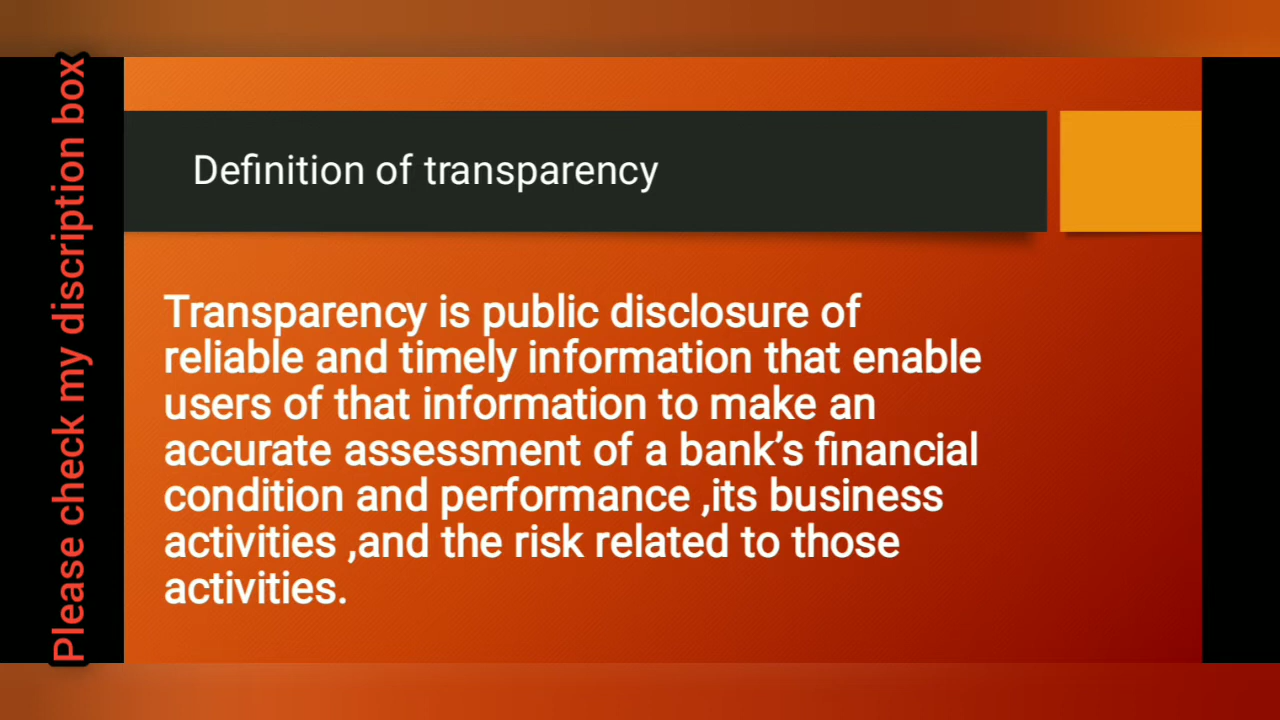 Please check my discription box
Definition of transparency
Transparency is public disclosure of
reliable and timely information that enable
users of that information to make an
accurate assessment of a bank’s financial
condition and performance ,its business
activities ,and the risk related to those
activities.